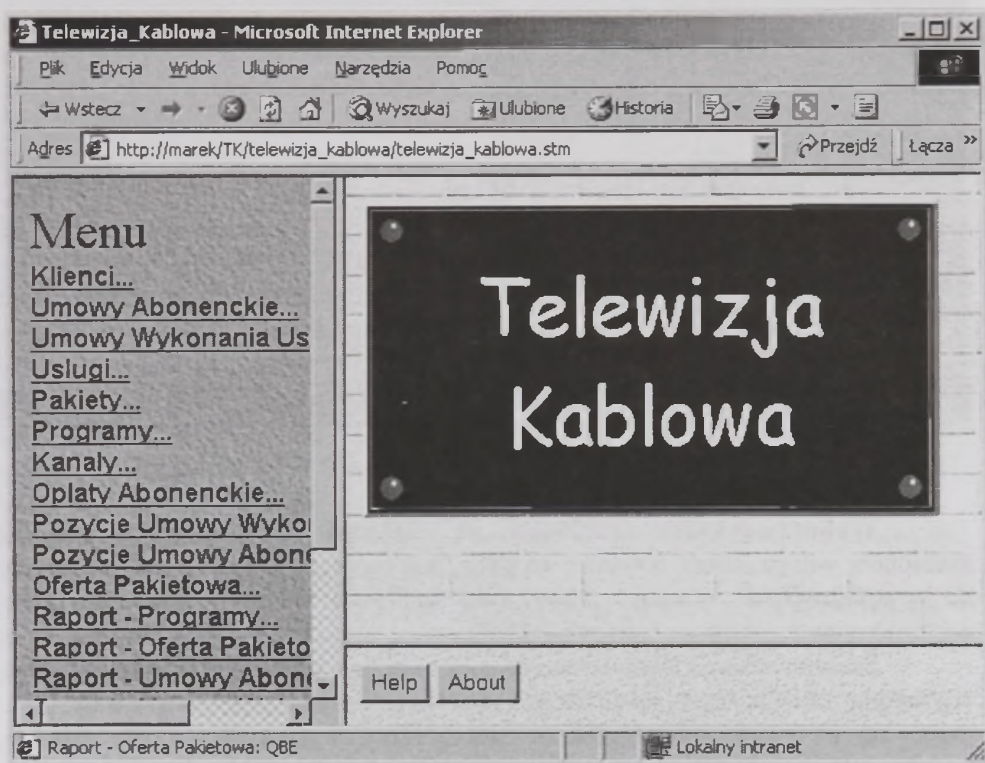 Telewizja_Kablowa - Microsoft Internet Explorer
Plik Edycja Widok Ulubione Narzędzia Pomoc
Wstecz Wyszukaj Ulubione Historia
Adres http://marek/TK/telewizja_kablowa/telewizja_kablowa.stm Przejdź Łącza »
Menu
Klienci...
Umowy Abonenckie...
Umowy Wykonania Us
Uslugi...
Pakiety...
Programy...
Kanaly...
Oplaty Abonenckie...
Pozycje Umowy Wykon
Pozycje Umowy Abone
Oferta Pakietowa...
Raport - Programy...
Raport - Oferta Pakieto
Raport - Umowy Abone
Telewizja
Kablowa
Help About
Raport - Oferta Pakietowa: QBE Lokalny intranet